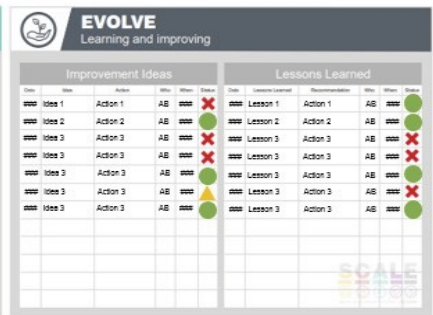 EVOLVE
Learning and improving
Improvement Ideas
Date Idea Action Who When Status
### Idea 1 Action 1 AB ###
### Idea 2 Action 2 AB ###
### Idea 3 Action 3 AB ###
### Idea 3 Action 3 AB ###
### Idea 3 Action 3 AB ###
### Idea 3 Action 3 AB ###
### Idea 3 Action 3 AB ###
Lessons Learned
Date Lessons Learned Recommendation Who When Status
### Lesson 1 Action 1 AB ###
### Lesson 2 Action 2 AB ###
### Lesson 3 Action 3 AB ###
### Lesson 3 Action 3 AB ###
### Lesson 3 Action 3 AB ###
### Lesson 3 Action 3 AB ###
### Lesson 3 Action 3 AB ###
SCALE